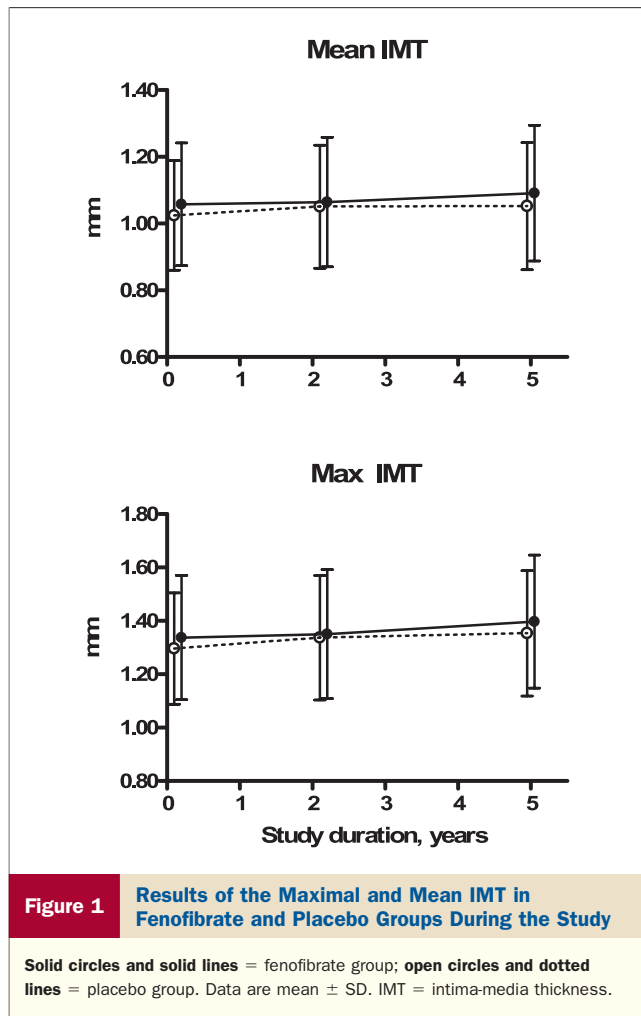 Mean IMT
1.40
1.20
1.00
0.80
0.60
mm
0 1 2 3 4 5
Max IMT
1.80
1.60
1.40
1.20
1.00
0.80
mm
0 1 2 3 4 5
Study duration, years
Figure 1 Results of the Maximal and Mean IMT in
Fenofibrate and Placebo Groups During the Study
Solid circles and solid lines = fenofibrate group; open circles and dotted
lines = placebo group. Data are mean ± SD. IMT = intima-media thickness.